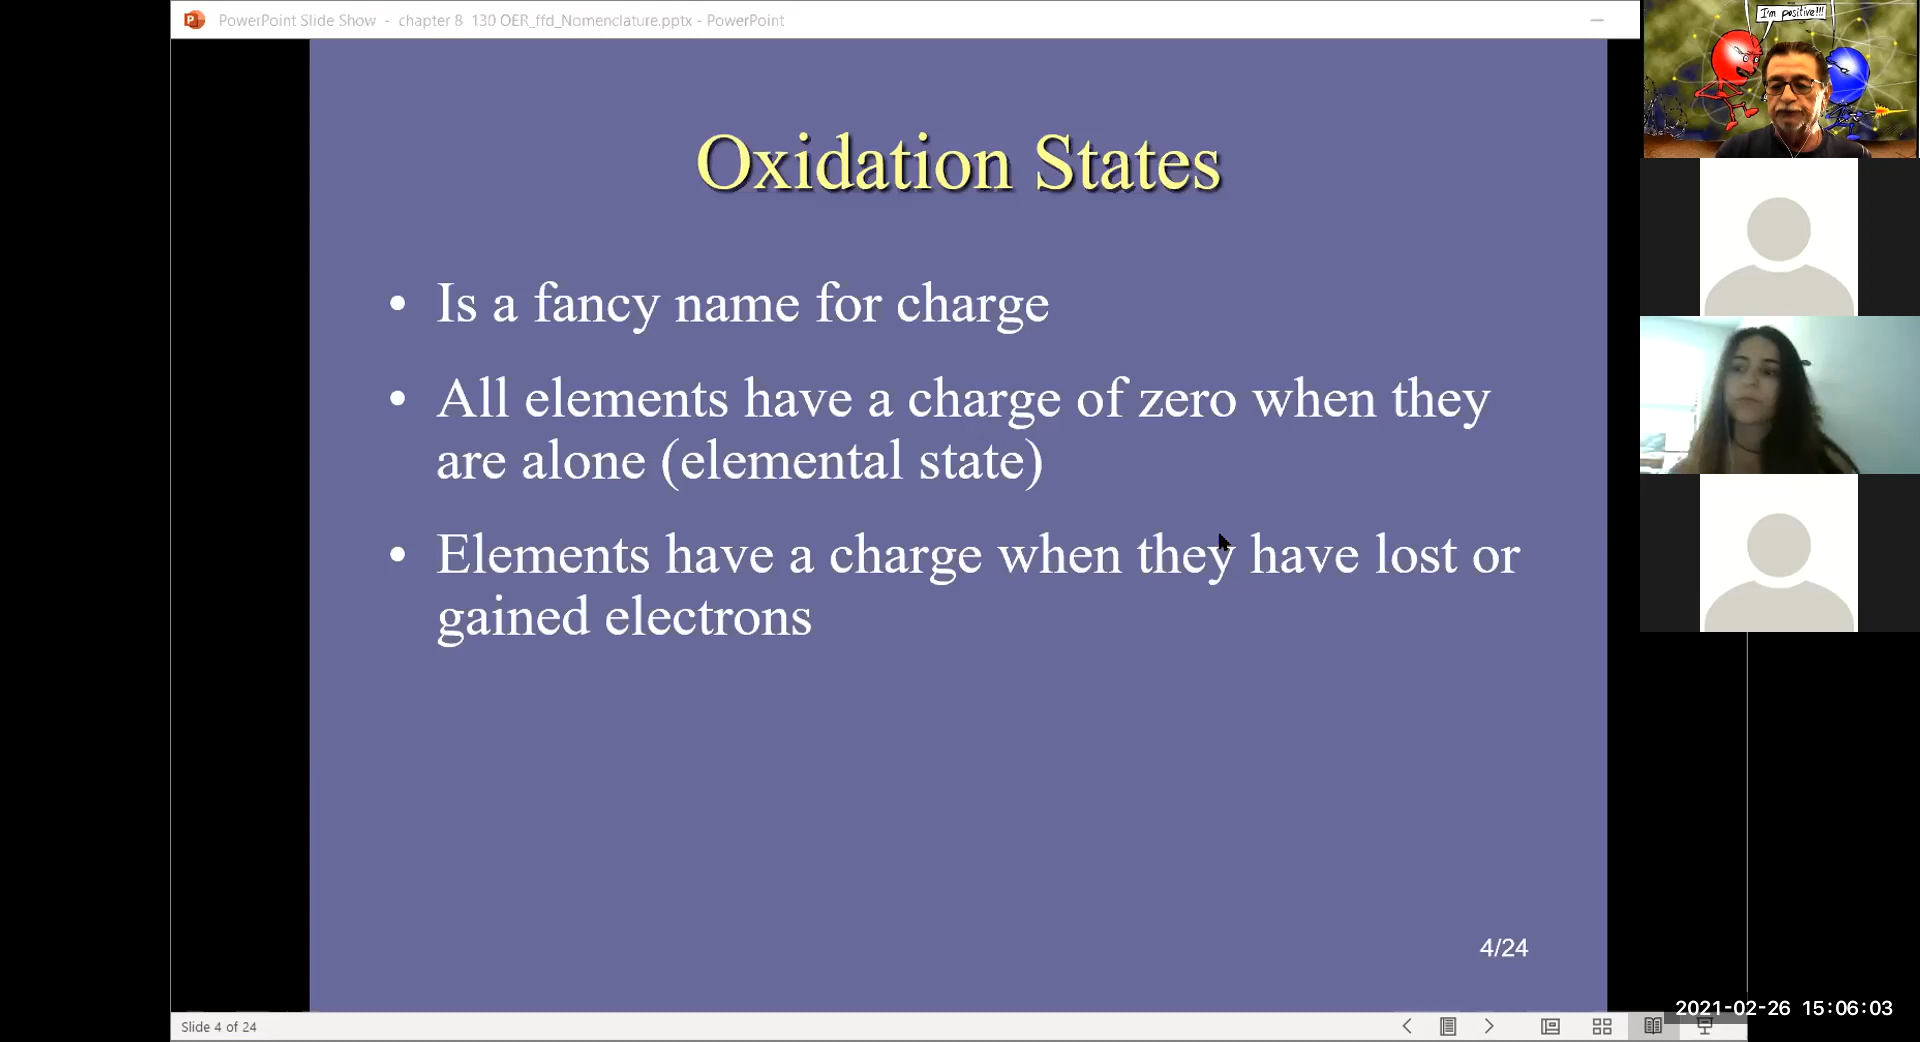 PowerPoint Slide Show - chapter 8 130 OER_ffd_Nomenclature.pptx - PowerPoint
I'm positive!!!
Oxidation States
• Is a fancy name for charge
• All elements have a charge of zero when they
are alone (elemental state)
• Elements have a charge when they have lost or
gained electrons
4/24
2021-02-26 15:06:03
Slide 4 of 24